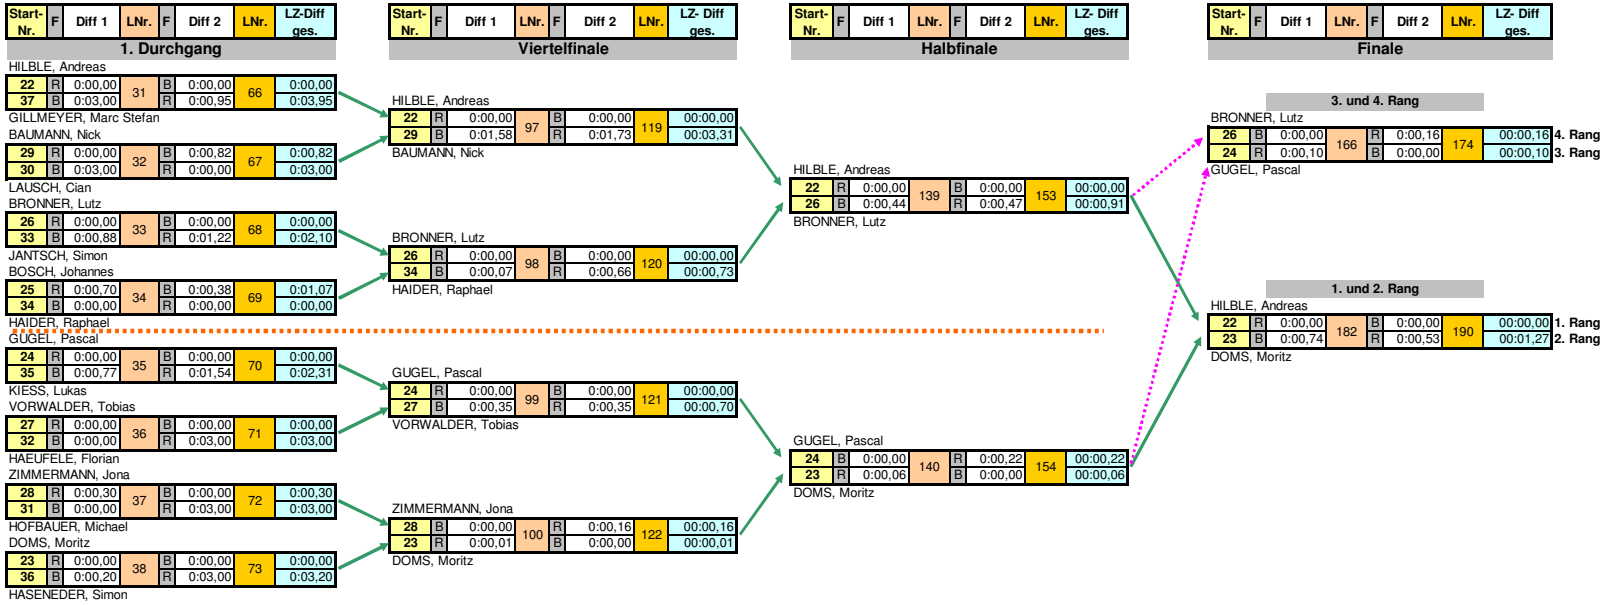 Start-Nr. F Diff 1 LNr. F Diff 2 LNr. LZ-Diff ges.
1. Durchgang
HILBLE, Andreas
22 R 0:00,00 31 B 0:00,00 66 0:00,00
37 B 0:03,00 R 0:00,95 0:03,95
GILLMEYER, Marc Stefan
BAUMANN, Nick
29 R 0:00,00 32 B 0:00,82 67 0:00,82
30 B 0:03,00 R 0:00,00 0:03,00
LAUSCH, Cian
BRONNER, Lutz
26 R 0:00,00 33 B 0:00,00 68 0:00,00
33 B 0:00,88 R 0:01,22 0:02,10
JANTSCH, Simon
BOSCH, Johannes
25 R 0:00,70 34 B 0:00,38 69 0:01,07
34 B 0:00,00 R 0:00,00 0:00,00
HAIDER, Raphael
GUGEL, Pascal
24 R 0:00,00 35 B 0:00,00 70 0:00,00
35 B 0:00,77 R 0:01,54 0:02,31
KIESS, Lukas
VORWALDER, Tobias
27 R 0:00,00 36 B 0:00,00 71 0:00,00
32 B 0:00,00 R 0:03,00 0:03,00
HAEUFELE, Florian
ZIMMERMANN, Jona
28 R 0:00,30 37 B 0:00,00 72 0:00,30
31 B 0:00,00 R 0:03,00 0:03,00
HOFBAUER, Michael
DOMS, Moritz
23 R 0:00,00 38 B 0:00,00 73 0:00,00
36 B 0:00,20 R 0:03,00 0:03,20
HASENEDER, Simon
Start-Nr. F Diff 1 LNr. F Diff 2 LNr. LZ- Diff ges.
Viertelfinale
HILBLE, Andreas
22 R 0:00,00 97 B 0:00,00 119 00:00,00
29 B 0:01,58 R 0:01,73 00:03,31
BAUMANN, Nick
BRONNER, Lutz
26 R 0:00,00 98 B 0:00,00 120 00:00,00
34 B 0:00,07 R 0:00,66 00:00,73
HAIDER, Raphael
GUGEL, Pascal
24 R 0:00,00 99 B 0:00,00 121 00:00,00
27 B 0:00,35 R 0:00,35 00:00,70
VORWALDER, Tobias
ZIMMERMANN, Jona
28 B 0:00,00 100 R 0:00,16 122 00:00,16
23 R 0:00,01 B 0:00,00 00:00,01
DOMS, Moritz
Start-Nr. F Diff 1 LNr. F Diff 2 LNr. LZ- Diff ges.
Halbfinale
HILBLE, Andreas
22 R 0:00,00 139 B 0:00,00 153 00:00,00
26 B 0:00,44 R 0:00,47 00:00,91
BRONNER, Lutz
GUGEL, Pascal
24 B 0:00,00 140 R 0:00,22 154 00:00,22
23 R 0:00,06 B 0:00,00 00:00,06
DOMS, Moritz
Start-Nr. F Diff 1 LNr. F Diff 2 LNr. LZ- Diff ges.
Finale
3. und 4. Rang
BRONNER, Lutz
26 B 0:00,00 166 R 0:00,16 174 00:00,16 4. Rang
24 R 0:00,10 B 0:00,00 00:00,10 3. Rang
GUGEL, Pascal
1. und 2. Rang
HILBLE, Andreas
22 R 0:00,00 182 B 0:00,00 190 00:00,00 1. Rang
23 B 0:00,74 R 0:00,53 00:01,27 2. Rang
DOMS, Moritz